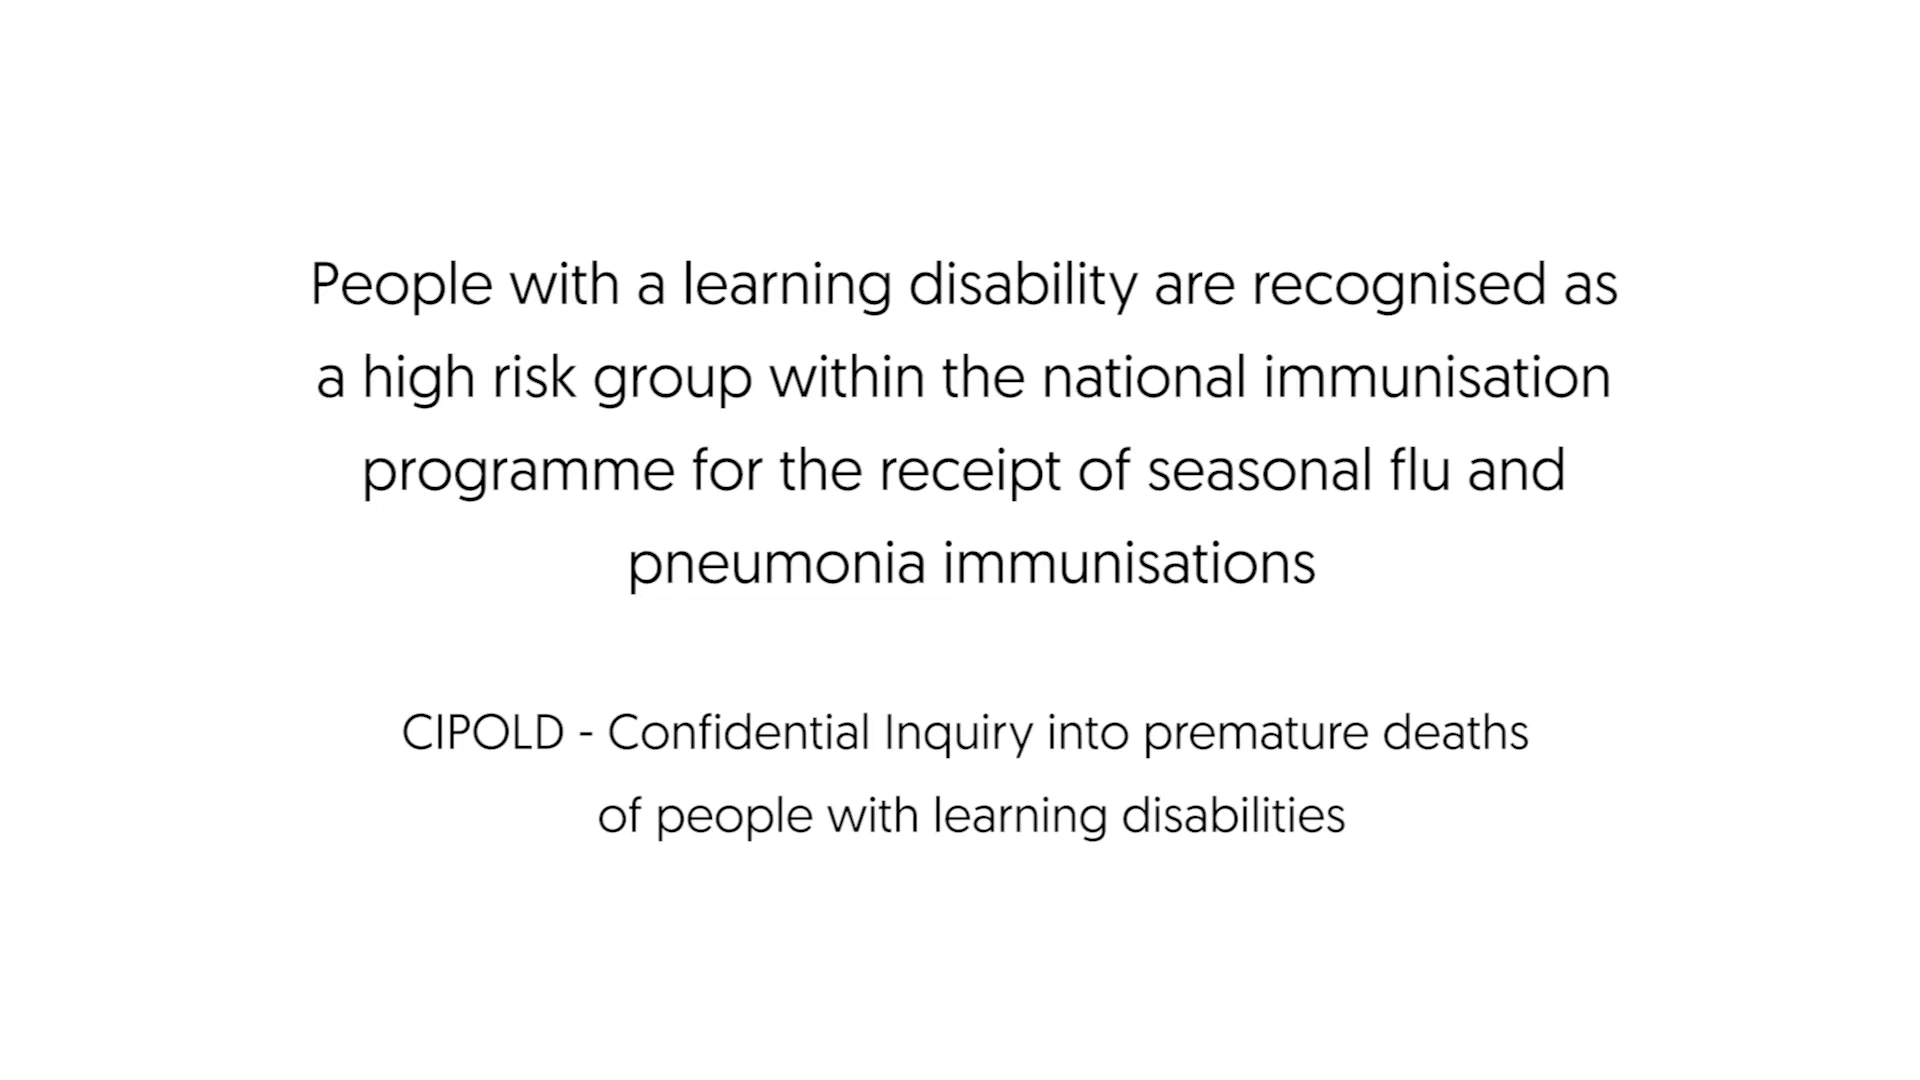 People with a learning disability are recognised as
a high risk group within the national immunisation
programme for the receipt of seasonal flu and
pneumonia immunisations
CIPOLD - Confidential Inquiry into premature deaths
of people with learning disabilities